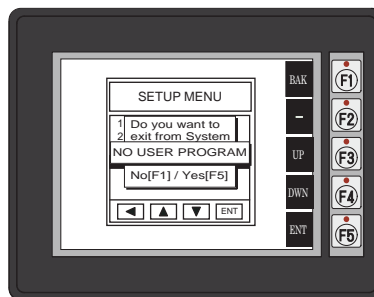 SETUP MENU
1
2
Do you want to
exit from System
NO USER PROGRAM
No[F1] / Yes[F5]
ENT
BAK
-
UP
DWN
ENT
F1
F2
F3
F4
F5